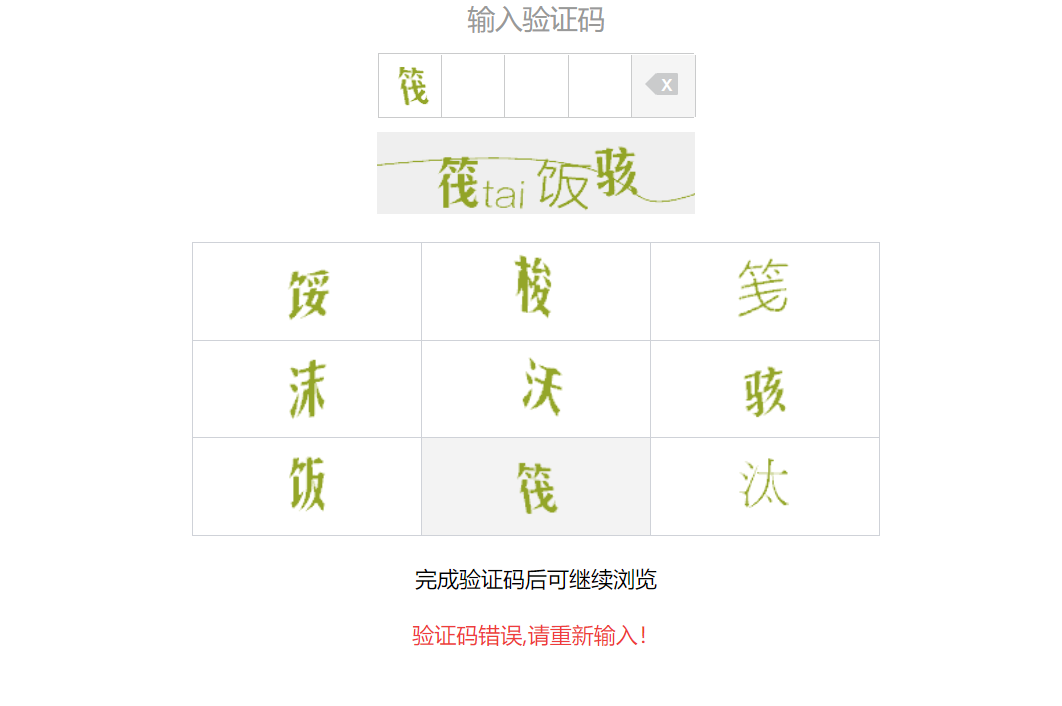 输入验证码
筏 X
筏tai饭骇
馁 梭 笺
沫 沃 骇
饭 筏 汰
完成验证码后可继续浏览
验证码错误,请重新输入!